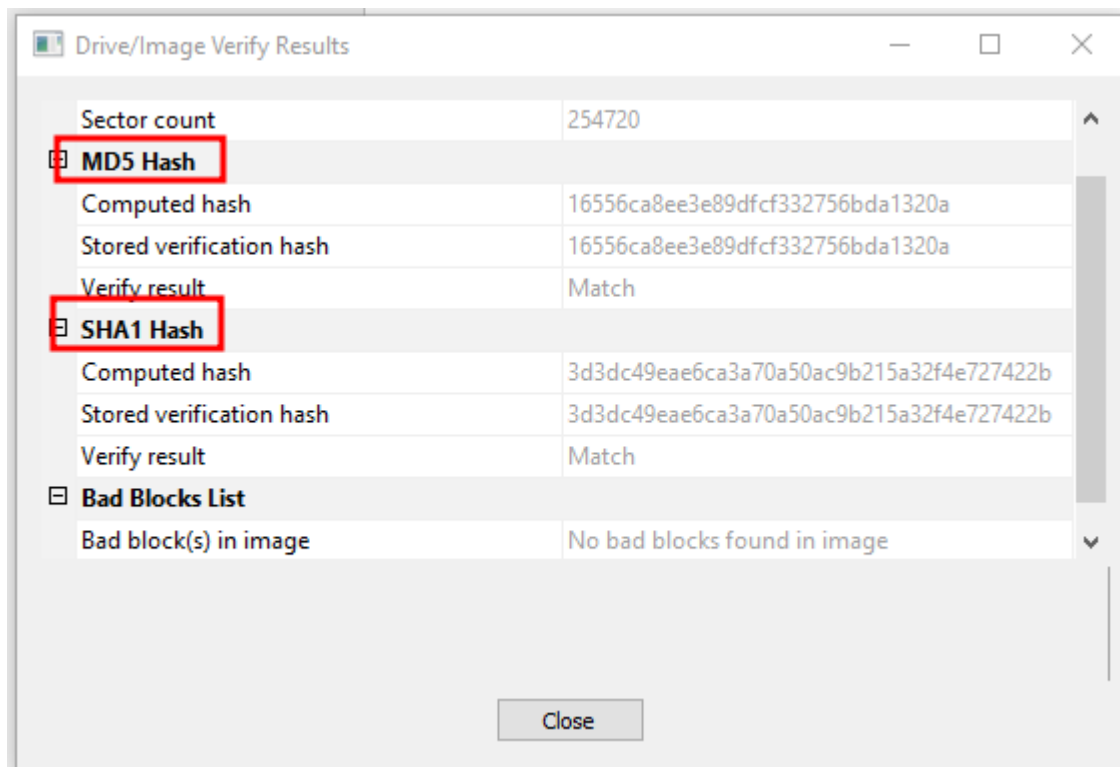 Drive/Image Verify Results
Sector count 254720
MD5 Hash
Computed hash 16556ca8ee3e89dfcf332756bda1320a
Stored verification hash 16556ca8ee3e89dfcf332756bda1320a
Verify result Match
SHA1 Hash
Computed hash 3d3dc49eae6ca3a70a50ac9b215a32f4e727422b
Stored verification hash 3d3dc49eae6ca3a70a50ac9b215a32f4e727422b
Verify result Match
Bad Blocks List
Bad block(s) in image No bad blocks found in image
Close